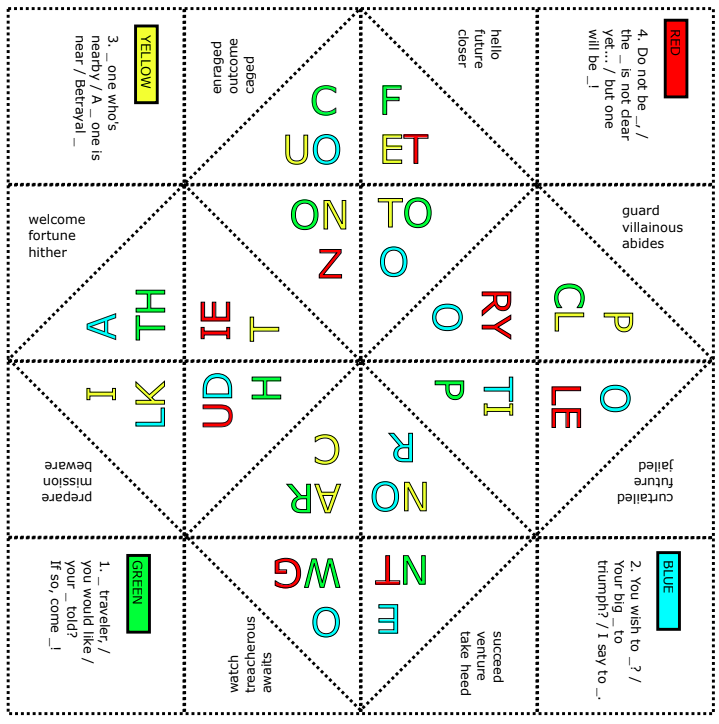 YELLOW
3. _ one who's
nearby / A _ one is
near / Betrayal _
enraged
outcome
caged
C
UO
hello
future
closer
F
ET
RED
4. Do not be _, /
the _ is not clear
yet... / but one
will be _!
welcome
fortune
hither
TH
A
ON
Z
IE
T
TO
O
RY
O
guard
villainous
abides
CL
P
I
LK
prepare
mission
beware
UD
H
C
AR
P
TI
R
NO
LE
O
curtailed
future
jailed
GREEN
1. _ traveler, /
you would like /
your _ told?
If so, come _!
WG
O
watch
treacherous
awaits
NT
E
succeed
venture
take heed
BLUE
2. You wish to _? /
Your big _ to
triumph? / I say to _.